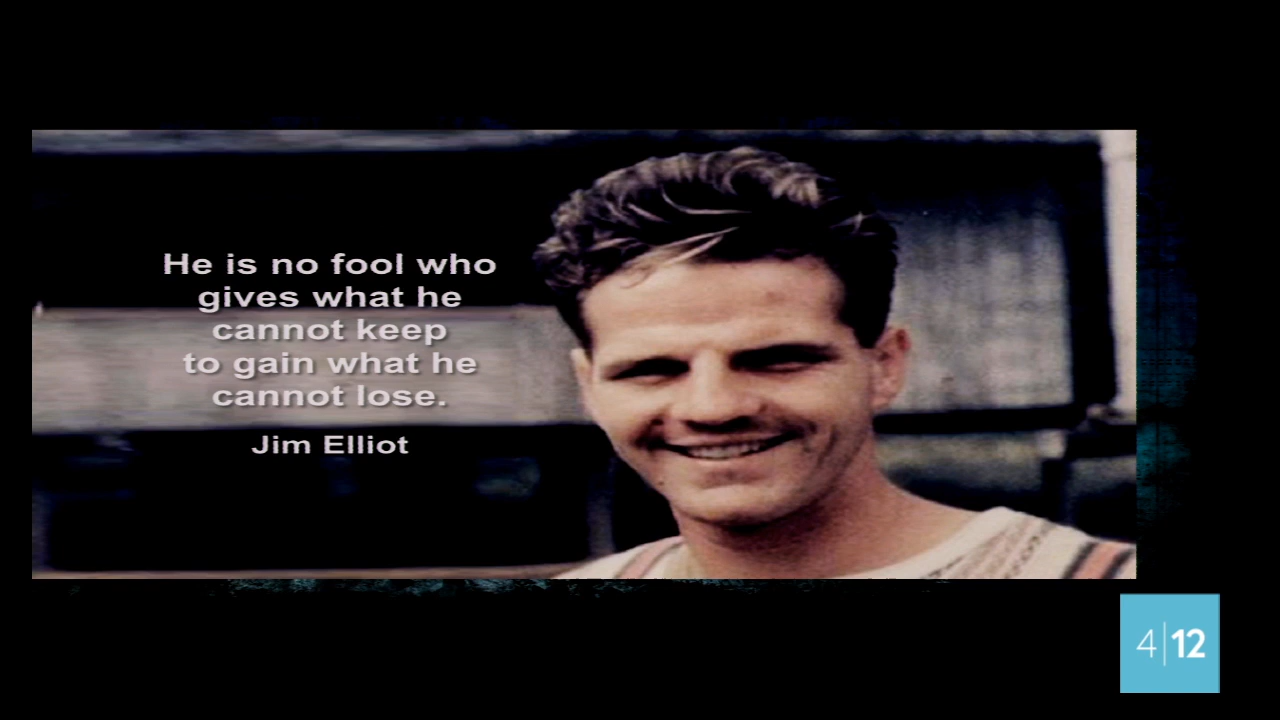 He is no fool who
gives what he
cannot keep
to gain what he
cannot lose.
Jim Elliot
4|12